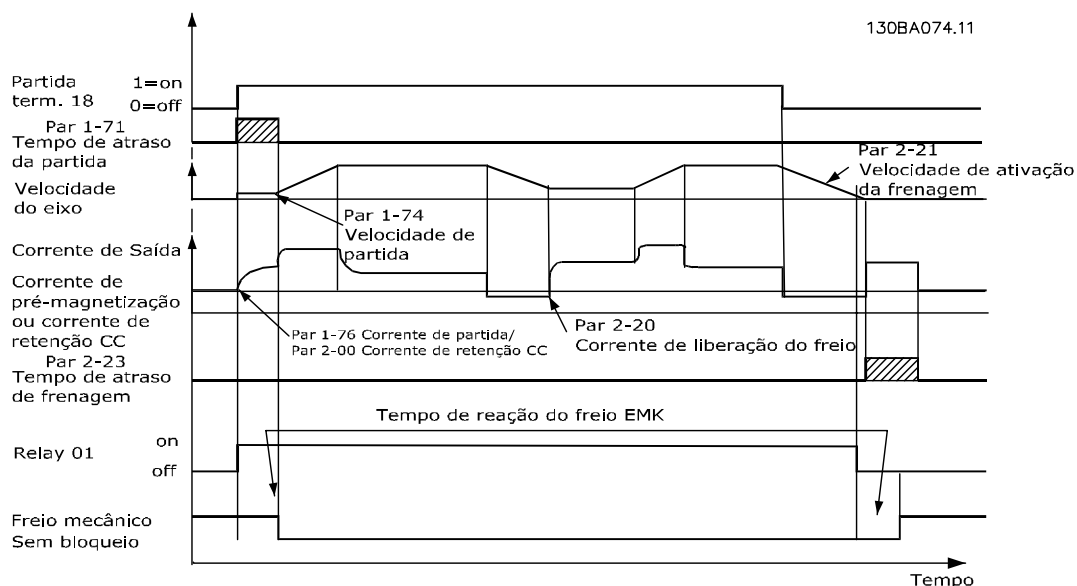 130BA074.11
Partida
term. 18
1=on
0=off
Par 1-71
Tempo de atraso
da partida
Par 2-21
Velocidade de ativação
da frenagem
Velocidade
do eixo
Par 1-74
Velocidade de
partida
Corrente de Saída
Corrente de
pré-magnetização
ou corrente de
retenção CC
Par 1-76 Corrente de partida/
Par 2-00 Corrente de retenção CC
Par 2-20
Corrente de liberação do freio
Par 2-23
Tempo de atraso
de frenagem
Tempo de reação do freio EMK
Relay 01
on
off
Freio mecânico
Sem bloqueio
Tempo